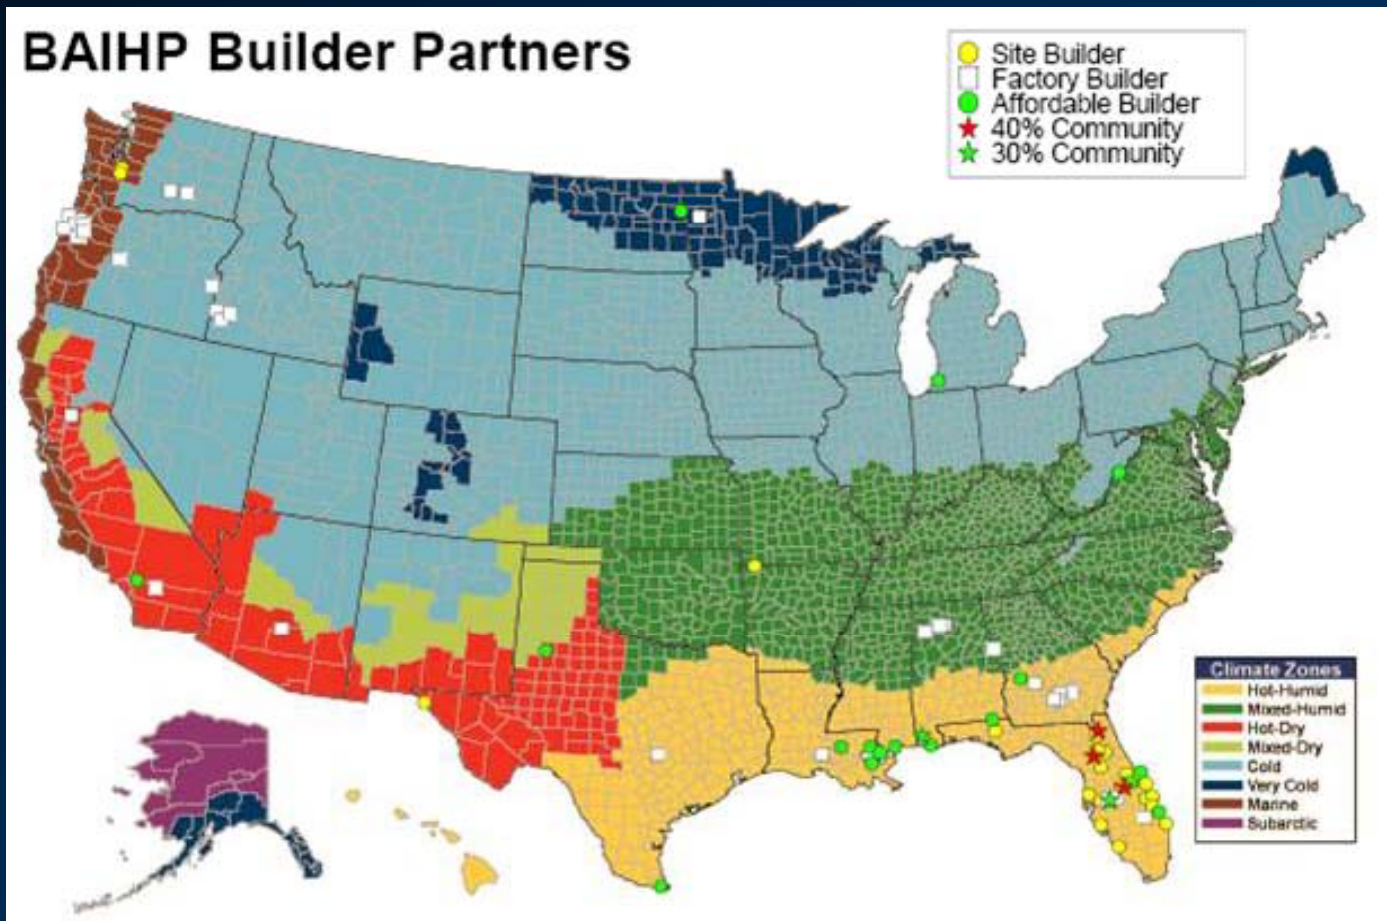 BAIHP Builder Partners
Site Builder
Factory Builder
Affordable Builder
40% Community
30% Community
Climate Zones
Hot-Humid
Mixed-Humid
Hot-Dry
Mixed-Dry
Cold
Very Cold
Marine
Subarctic